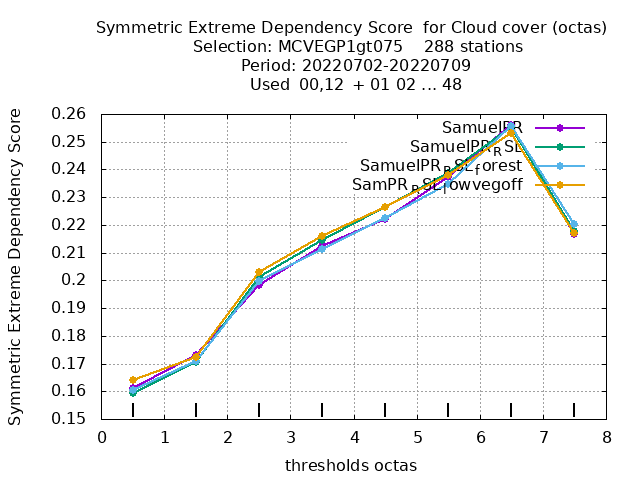 Symmetric Extreme Dependency Score  for Cloud cover (octas)
Selection: MCVEGP1gt075    288 stations
Period: 20220702-20220709
Used  00,12  + 01 02 ... 48
Symmetric Extreme Dependency Score
0.26
0.25
0.24
0.23
0.22
0.21
0.2
0.19
0.18
0.17
0.16
0.15
SamuelPR
SamuelPR_RSL
SamuelPR_RSL_forest
SamPR_RSL_fowvegoff
0 1 2 3 4 5 6 7 8
thresholds octas